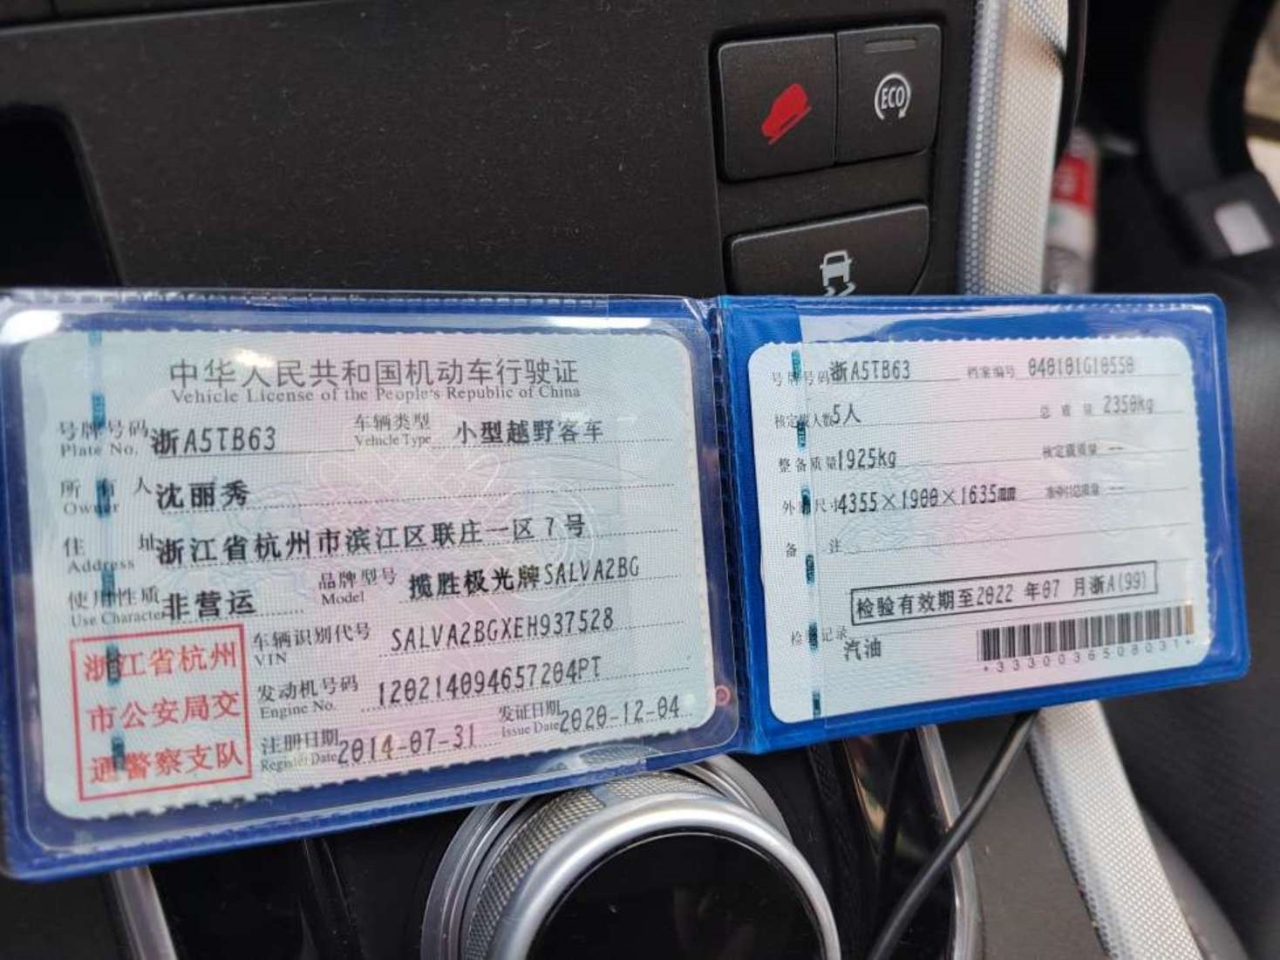 ECO
中华人民共和国机动车行驶证
Vehicle License of the People's Republic of China
号牌号码 浙A5TB63 车辆类型 小型越野客车
Plate No. Vehicle Type
所有人 沈丽秀
Owner
住址 浙江省杭州市滨江区联庄一区7号
Address
使用性质 非营运 品牌型号 揽胜极光牌SALVA2BG
Use Character Model
浙江省杭州
市公安局交
通警察支队
车辆识别代号 SALVA2BGXEH937528
VIN
发动机号码 120214094657204PT
Engine No.
注册日期 2014-07-31 发证日期 2020-12-04
Register Date Issue Date
号牌号码 浙A5TB63 档案编号 040101G10550
核定载人数 5人 总质量 2350kg
整备质量 1925kg 核定载质量 --
外廓尺寸 4355×1900×1635mm 准牵引总质量 --
备注
检验有效期至2022年07月浙A(99)
检验记录
汽油
*3330036508031*